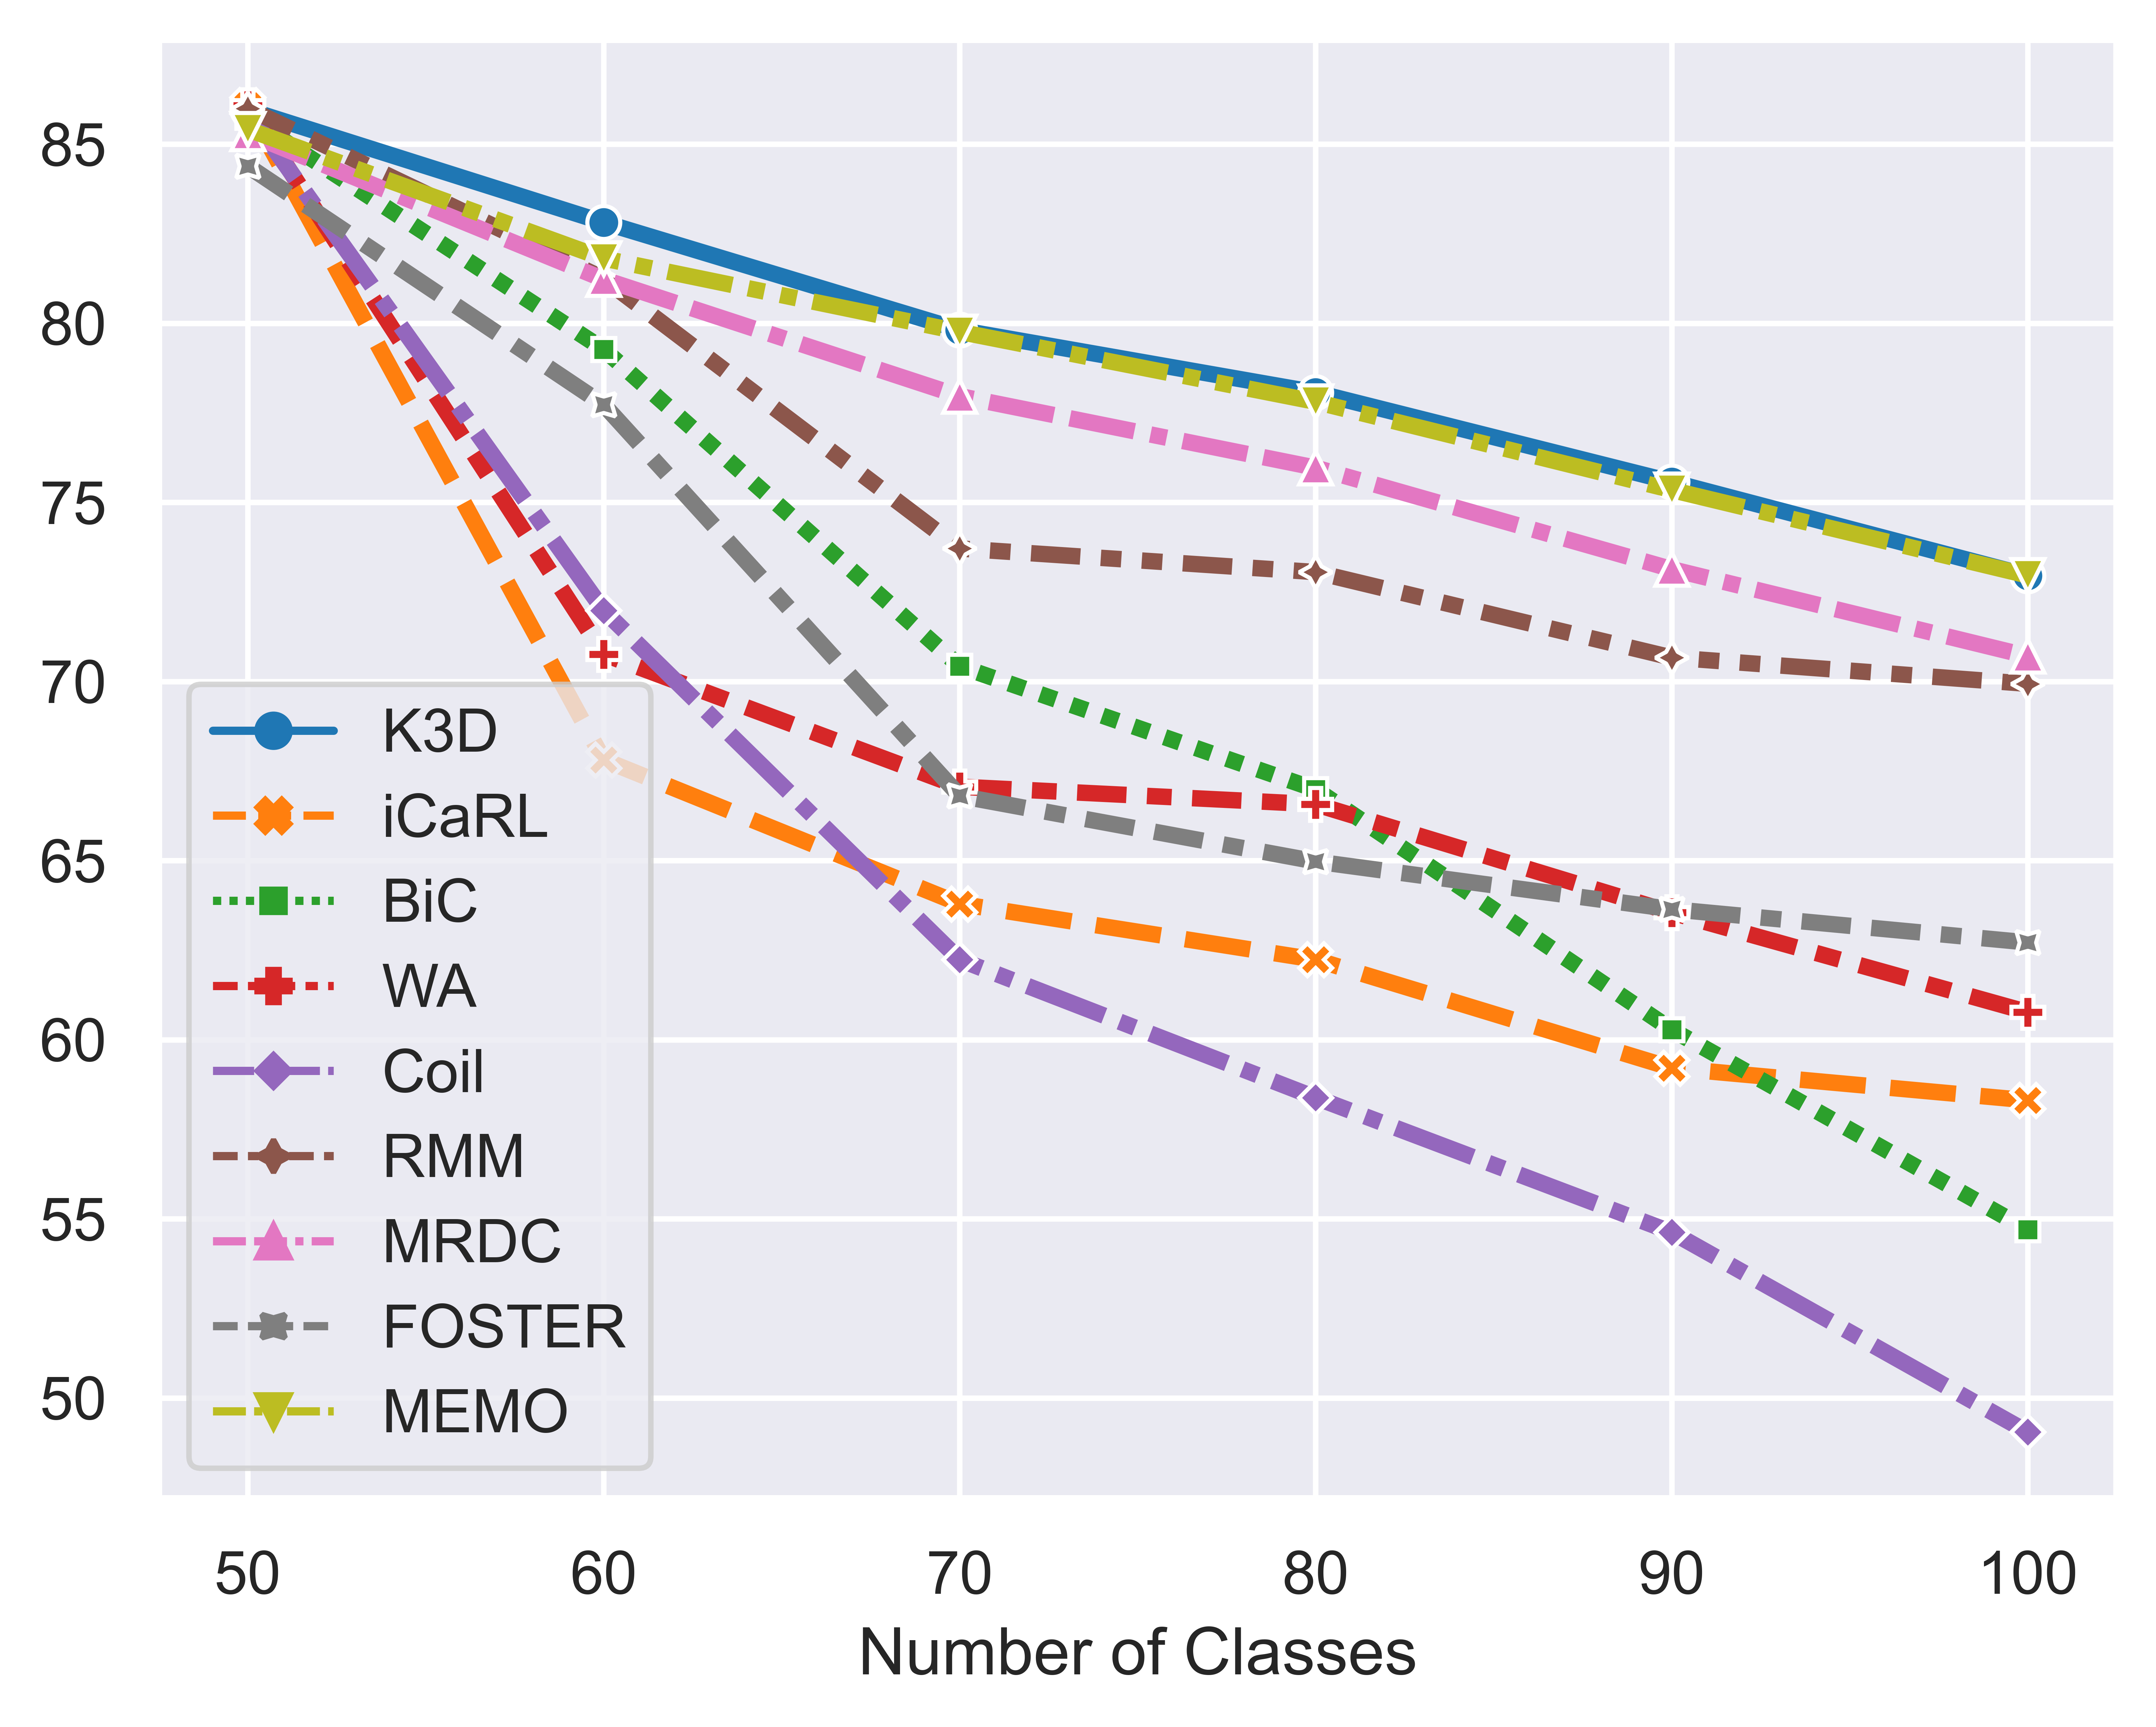 85
80
75
70
65
60
55
50
K3D
iCaRL
BiC
WA
Coil
RMM
MRDC
FOSTER
MEMO
50 60 70 80 90 100
Number of Classes